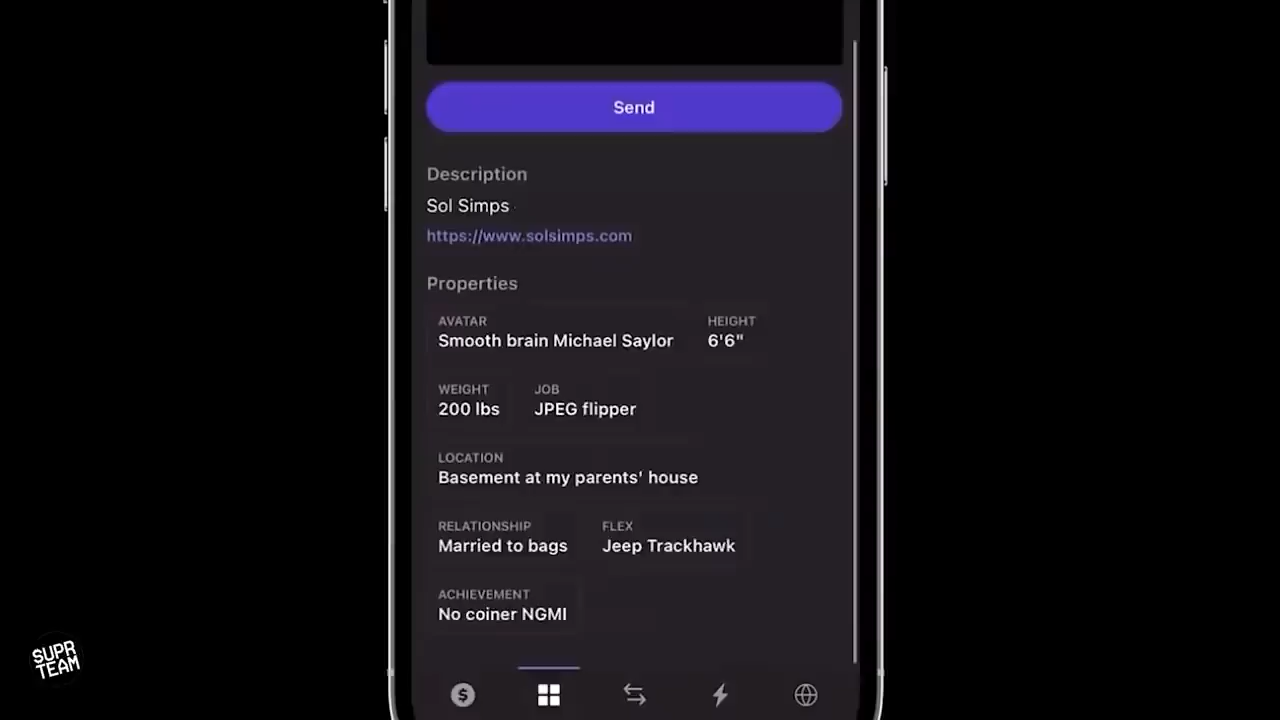 Send
Description
Sol Simps
https://www.solsimps.com
Properties
AVATAR
Smooth brain Michael Saylor
HEIGHT
6'6"
WEIGHT
200 lbs
JOB
JPEG flipper
LOCATION
Basement at my parents' house
RELATIONSHIP
Married to bags
FLEX
Jeep Trackhawk
ACHIEVEMENT
No coiner NGMI
SUPR
TEAM
$